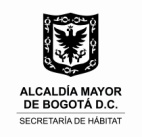 ALCALDÍA MAYOR
DE BOGOTÁ D.C.
SECRETARÍA DE HÁBITAT